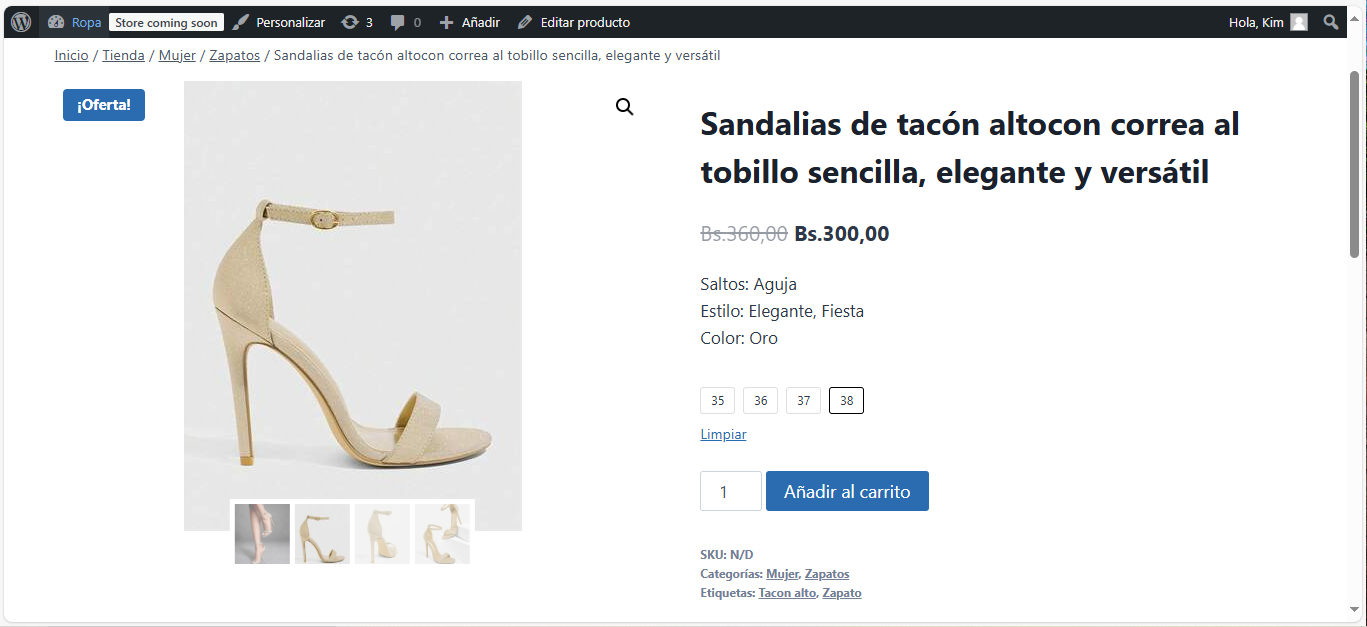 Ropa Store coming soon Personalizar 3 0 Añadir Editar producto Hola, Kim
Inicio / Tienda / Mujer / Zapatos / Sandalias de tacón altocon correa al tobillo sencilla, elegante y versátil
¡Oferta!
Sandalias de tacón altocon correa al
tobillo sencilla, elegante y versátil
Bs.360,00 Bs.300,00
Saltos: Aguja
Estilo: Elegante, Fiesta
Color: Oro
35 36 37 38
Limpiar
1 Añadir al carrito
SKU: N/D
Categorías: Mujer, Zapatos
Etiquetas: Tacon alto, Zapato